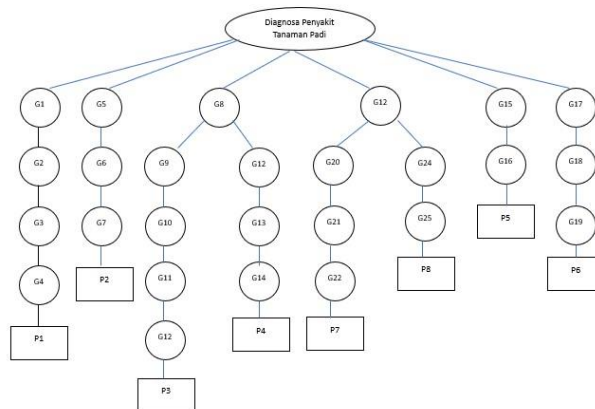 Diagnosa Penyakit
Tanaman Padi
G1
G5
G8
G12
G15
G17
G2
G6
G9
G12
G20
G24
G16
G18
G3
G7
G10
G13
G21
G25
P5
G19
G4
P2
G11
G14
G22
P8
P6
P1
G12
P4
P7
P3